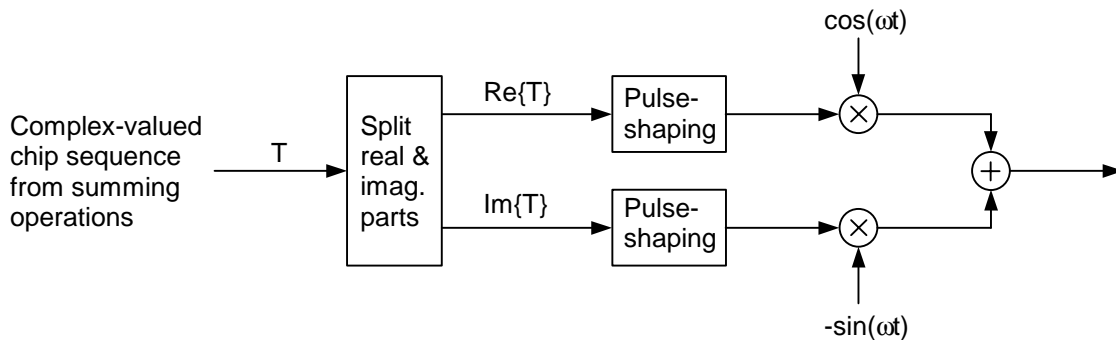 cos(ωt)
Complex-valued
chip sequence
from summing
operations
T
Split
real &
imag.
parts
Re{T}
Pulse-
shaping
Im{T}
Pulse-
shaping
-sin(ωt)